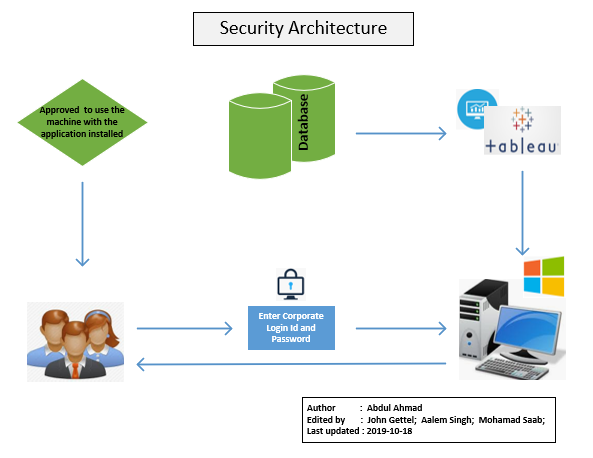 Security Architecture
Approved to use the
machine with the
application installed
Database
+ableau
Enter Corporate
Login Id and
Password
Author : Abdul Ahmad
Edited by : John Gettel; Aalem Singh; Mohamad Saab;
Last updated : 2019-10-18